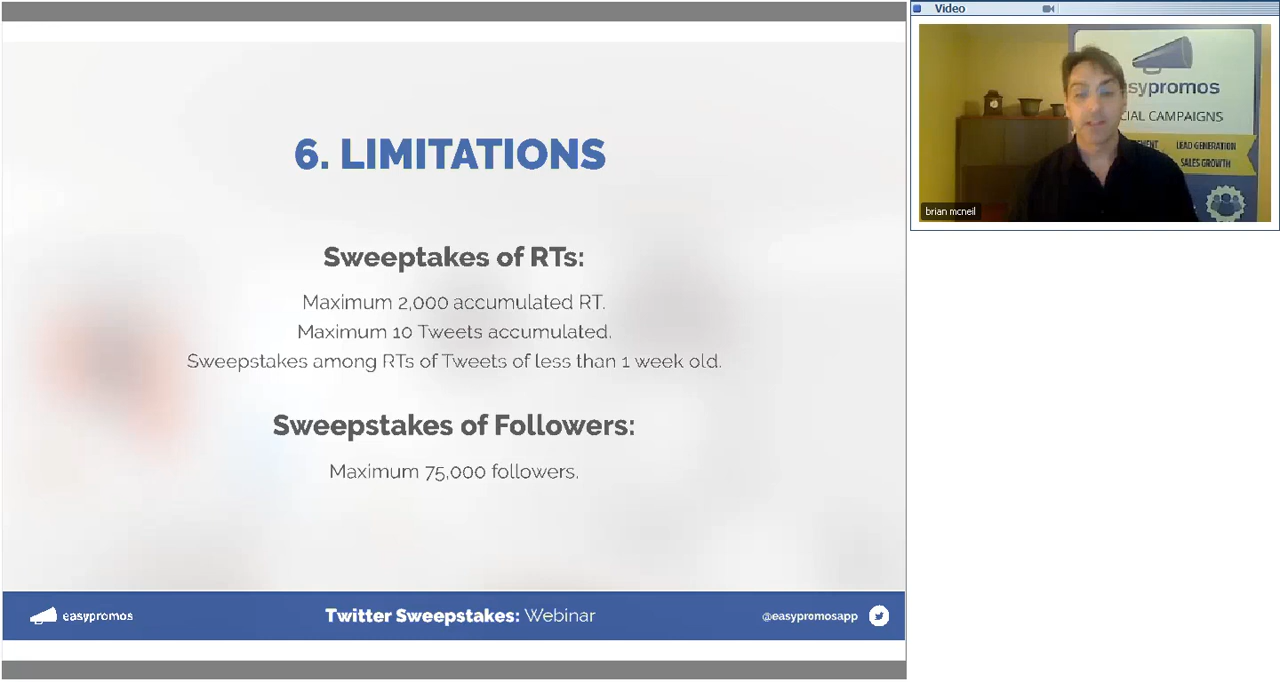 6. LIMITATIONS
Sweeptakes of RTs:
Maximum 2,000 accumulated RT.
Maximum 10 Tweets accumulated.
Sweepstakes among RTs of Tweets of less than 1 week old.
Sweepstakes of Followers:
Maximum 75,000 followers.
easypromos
Twitter Sweepstakes: Webinar
@easypromosapp
Video
sypromos
CIAL CAMPAIGNS
EMENT LEAD GENERATION
SALES GROWTH
brian mcneil